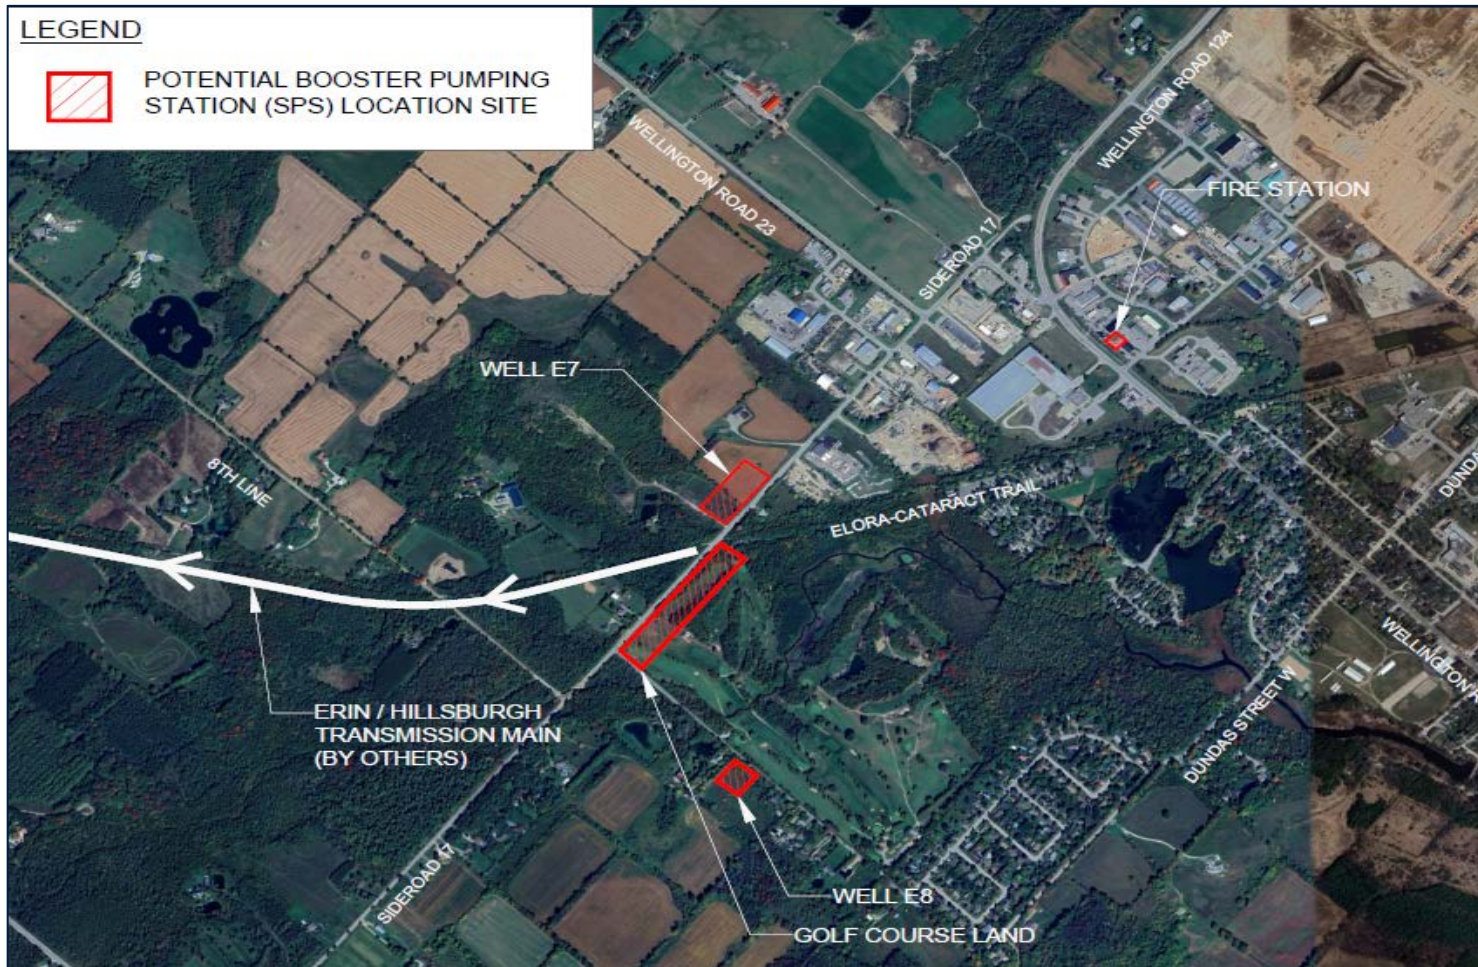 LEGEND
POTENTIAL BOOSTER PUMPING
STATION (SPS) LOCATION SITE
WELLINGTON ROAD 124
WELLINGTON ROAD 23
FIRE STATION
SIDEROAD 17
WELL E7
8TH LINE
ELORA-CATARACT TRAIL
DUNDAS
WELLINGTON R
ERIN / HILLSBURGH
TRANSMISSION MAIN
(BY OTHERS)
DUNDAS STREET W
SIDEROAD 17
WELL E8
GOLF COURSE LAND